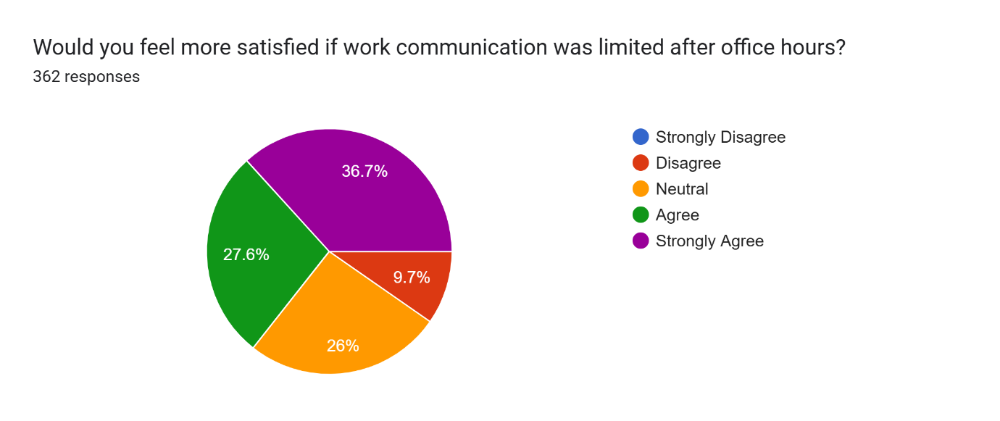 Would you feel more satisfied if work communication was limited after office hours?
362 responses
36.7%
27.6%
9.7%
26%
Strongly Disagree
Disagree
Neutral
Agree
Strongly Agree